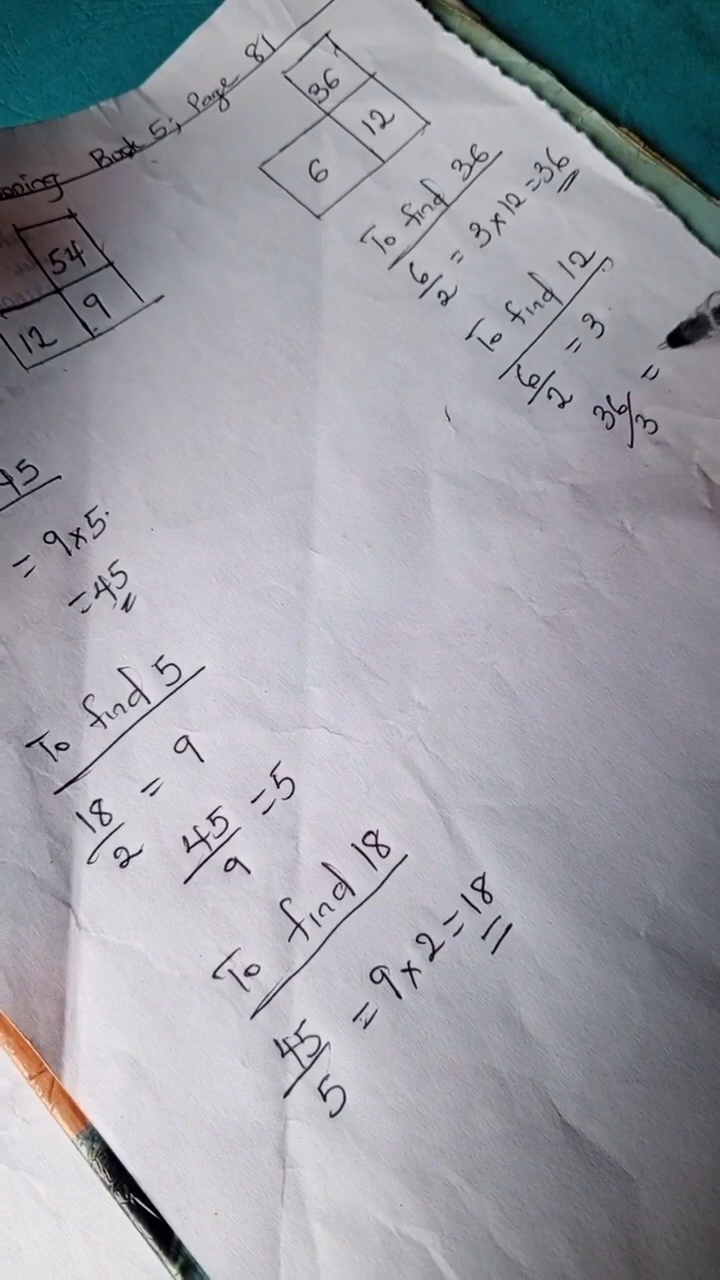 Book 5; Page 81
54
12 9
45
= 9×5.
=45
To find 5
18/2 = 9
45/9 =5
To find 18
45/5 = 9×2=18
36
12
6
To find 36
6/2 = 3×12=36
To find 12
6/2 = 3
36/3 =